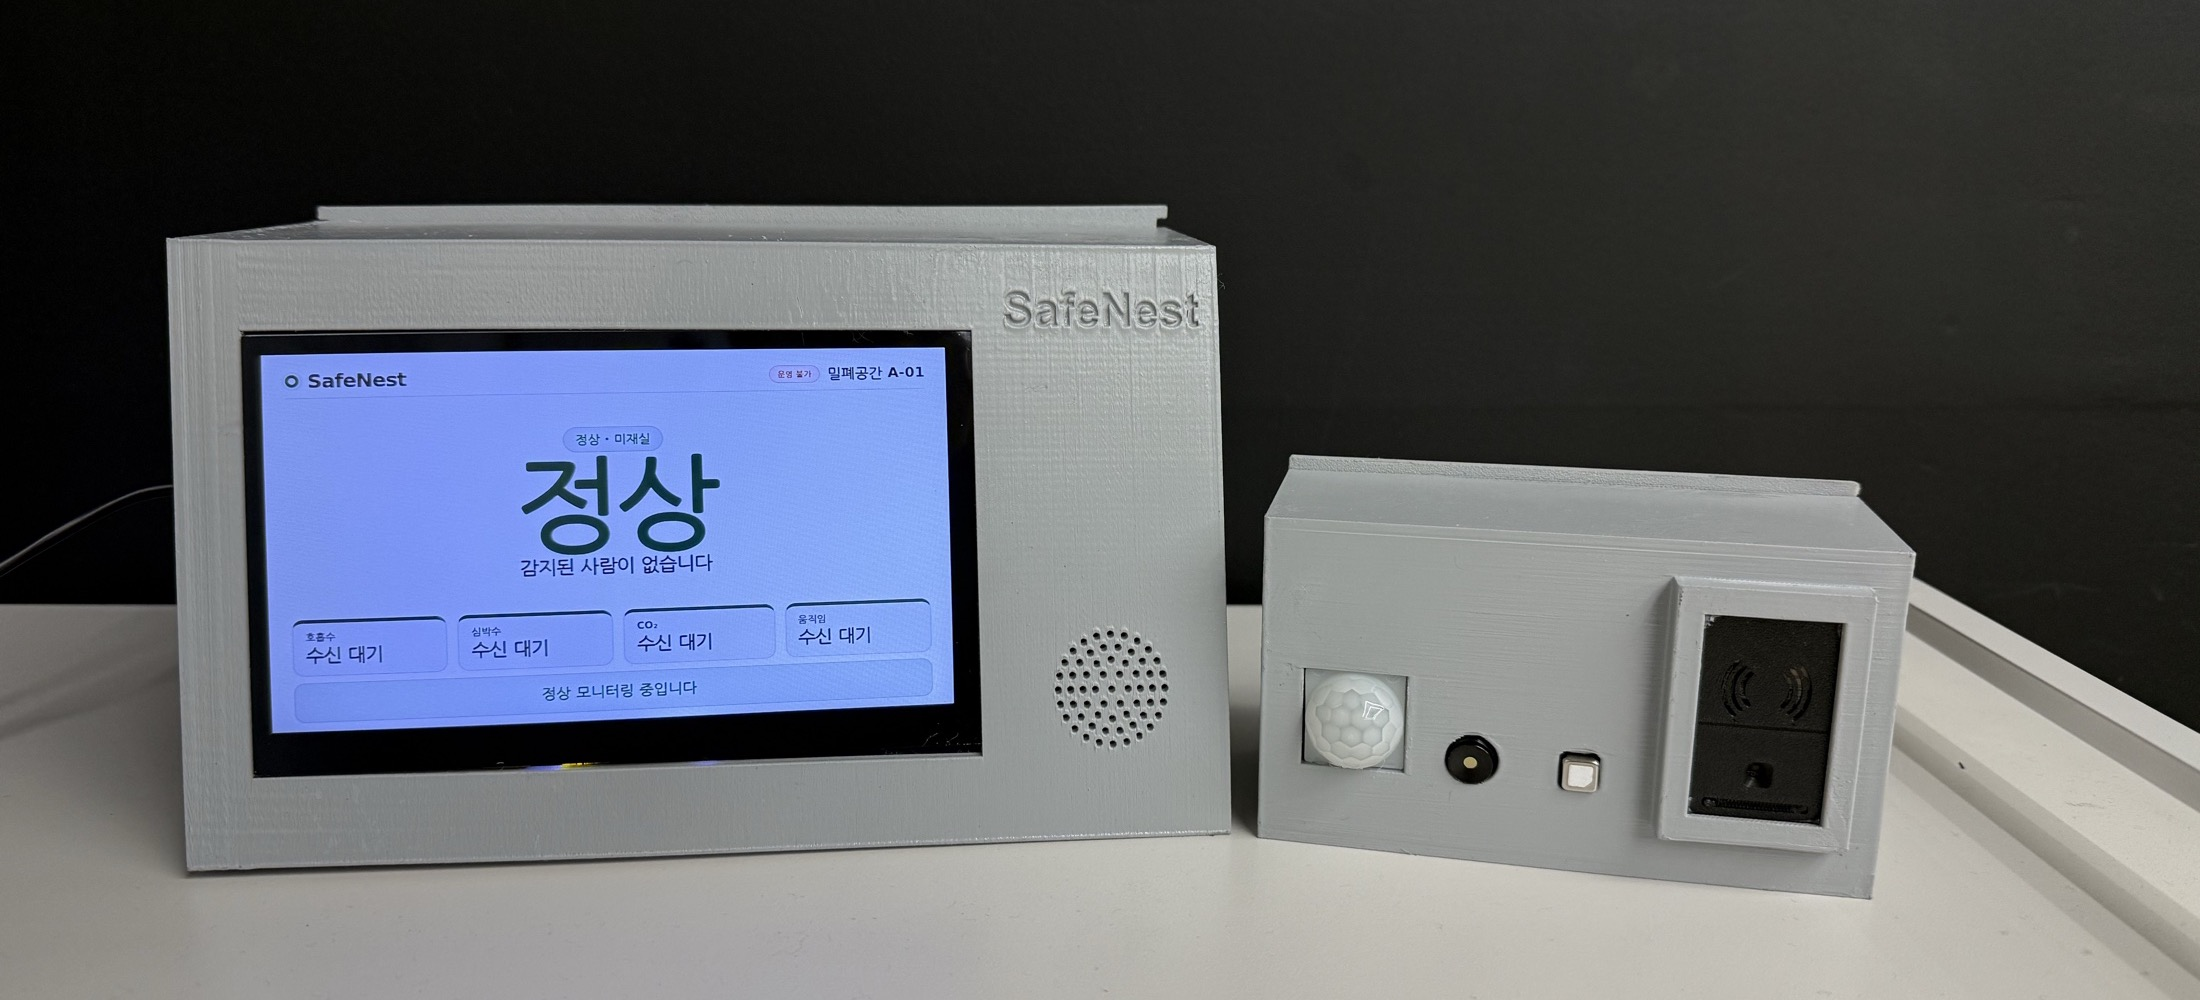 SafeNest
SafeNest
운영 불가 밀폐공간 A-01
정상 · 미재실
정상
감지된 사람이 없습니다
호흡수
수신 대기
심박수
수신 대기
CO₂
수신 대기
움직임
수신 대기
정상 모니터링 중입니다